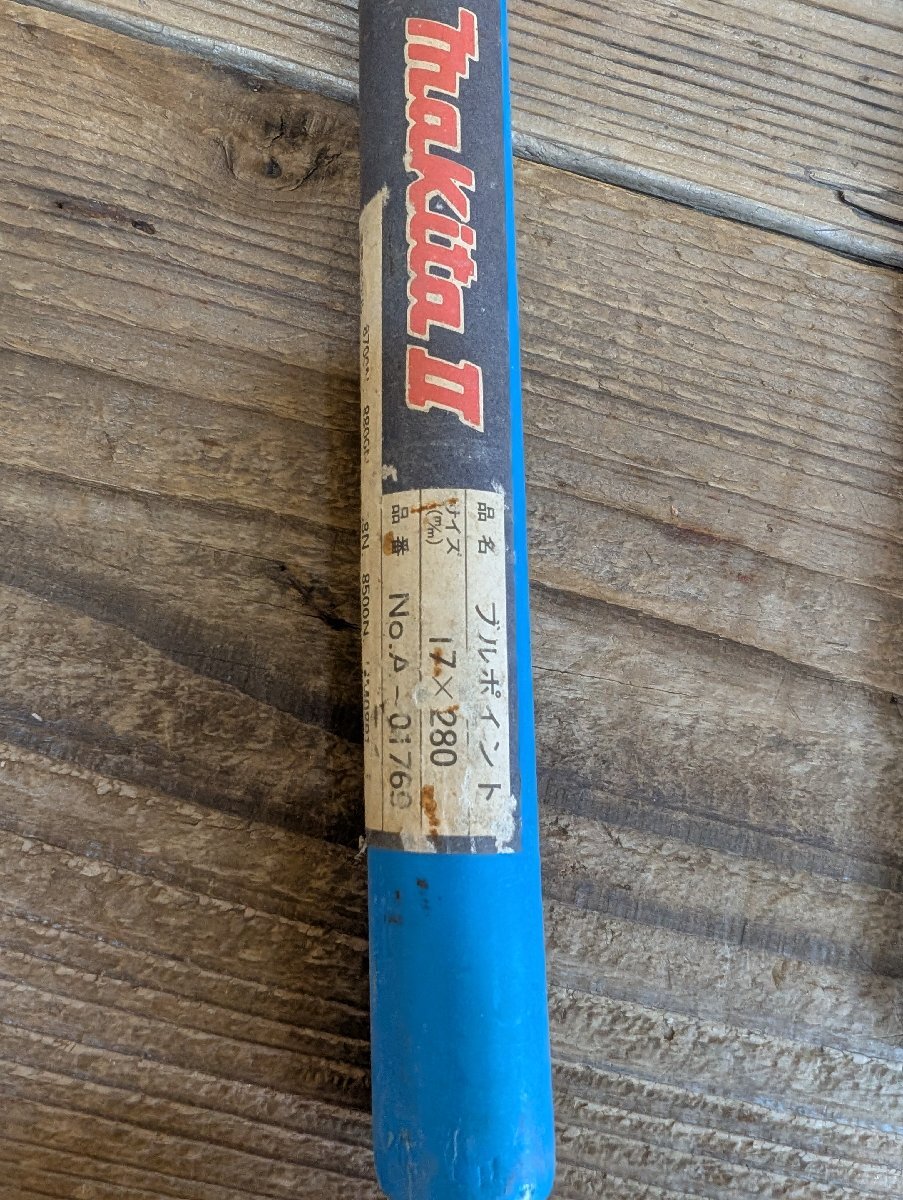 makita II
品名 ブルポイント
サイズ(m/m) 17×280
品番 No.A-01769
8500N